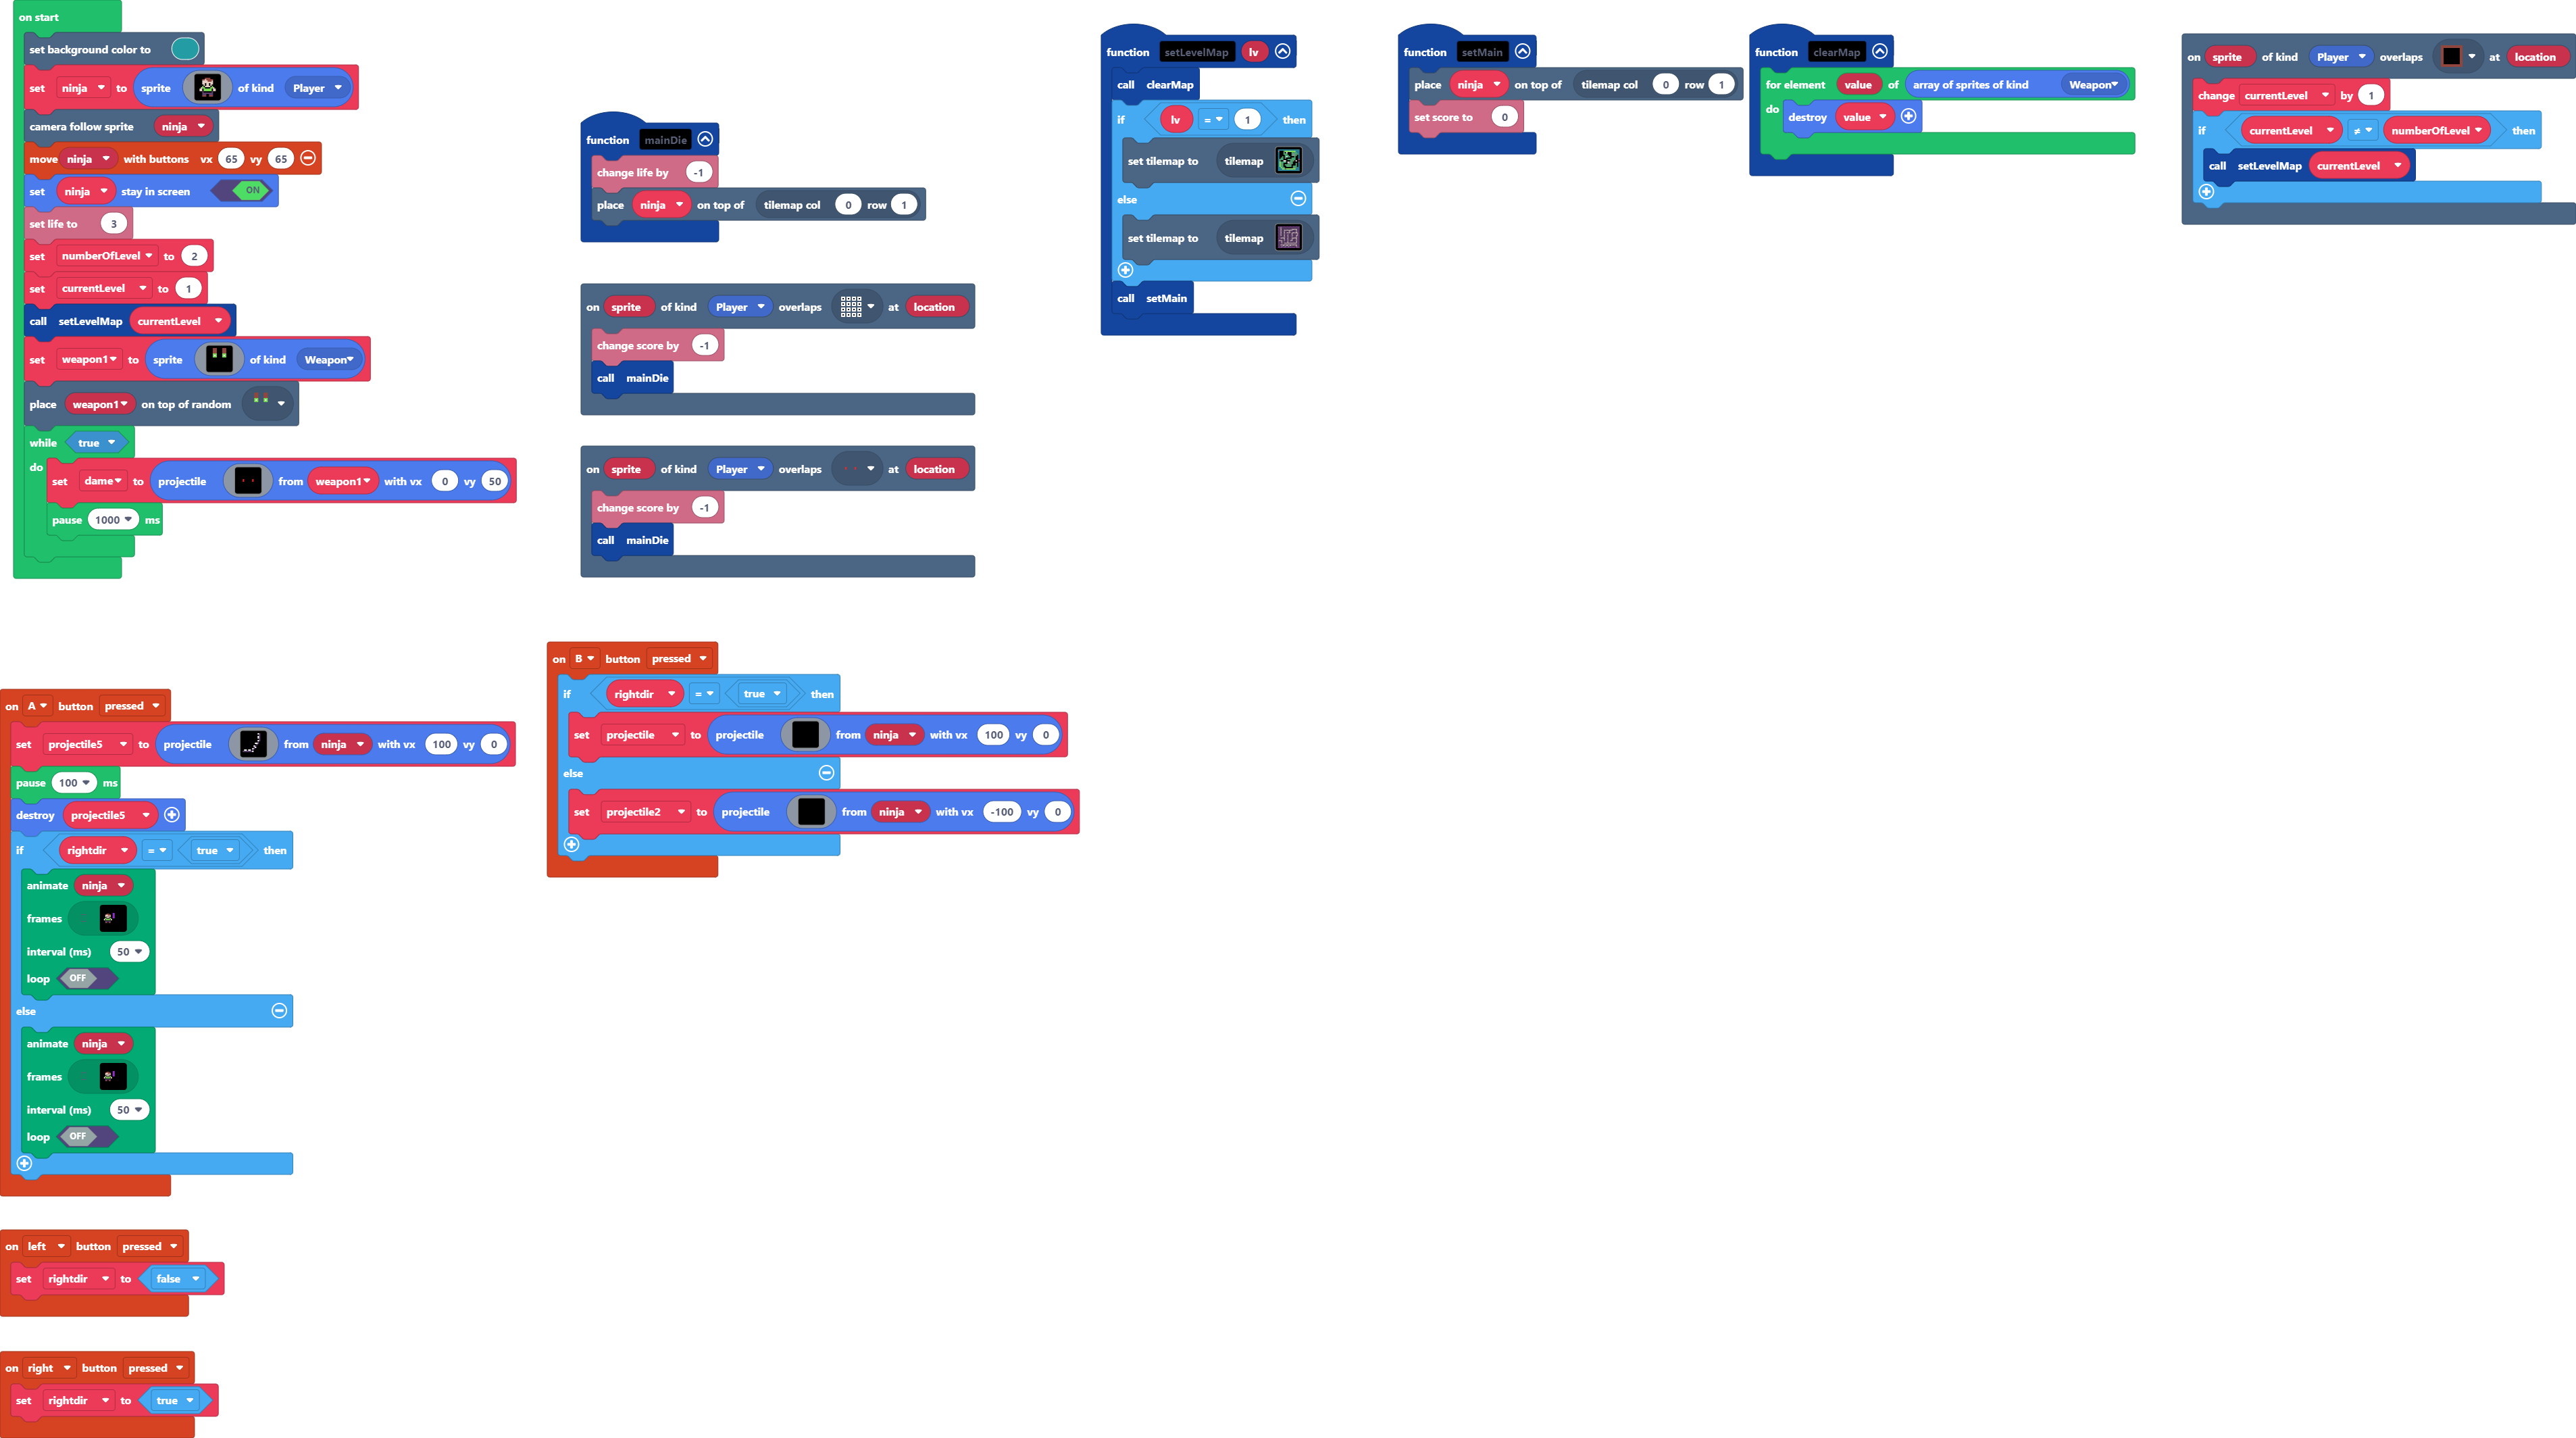 on start
set background color to
set ninja to sprite of kind Player
camera follow sprite ninja
move ninja with buttons vx 65 vy 65
set ninja stay in screen ON
set life to 3
set numberOfLevel to 2
set currentLevel to 1
call setLevelMap currentLevel
set weapon1 to sprite of kind Weapon
place weapon1 on top of random
while true
do
set dame to projectile from weapon1 with vx 0 vy 50
pause 1000 ms
function mainDie
change life by -1
place ninja on top of tilemap col 0 row 1
on sprite of kind Player overlaps at location
change score by -1
call mainDie
on sprite of kind Player overlaps at location
change score by -1
call mainDie
function setLevelMap lv
call clearMap
if lv = 1 then
set tilemap to tilemap
else
set tilemap to tilemap
call setMain
function setMain
place ninja on top of tilemap col 0 row 1
set score to 0
function clearMap
for element value of array of sprites of kind Weapon
do destroy value
on sprite of kind Player overlaps at location
change currentLevel by 1
if currentLevel ≠ numberOfLevel then
call setLevelMap currentLevel
on A button pressed
set projectile5 to projectile from ninja with vx 100 vy 0
pause 100 ms
destroy projectile5
if rightdir = true then
animate ninja
frames
interval (ms) 50
loop OFF
else
animate ninja
frames
interval (ms) 50
loop OFF
on B button pressed
if rightdir = true then
set projectile to projectile from ninja with vx 100 vy 0
else
set projectile2 to projectile from ninja with vx -100 vy 0
on left button pressed
set rightdir to false
on right button pressed
set rightdir to true